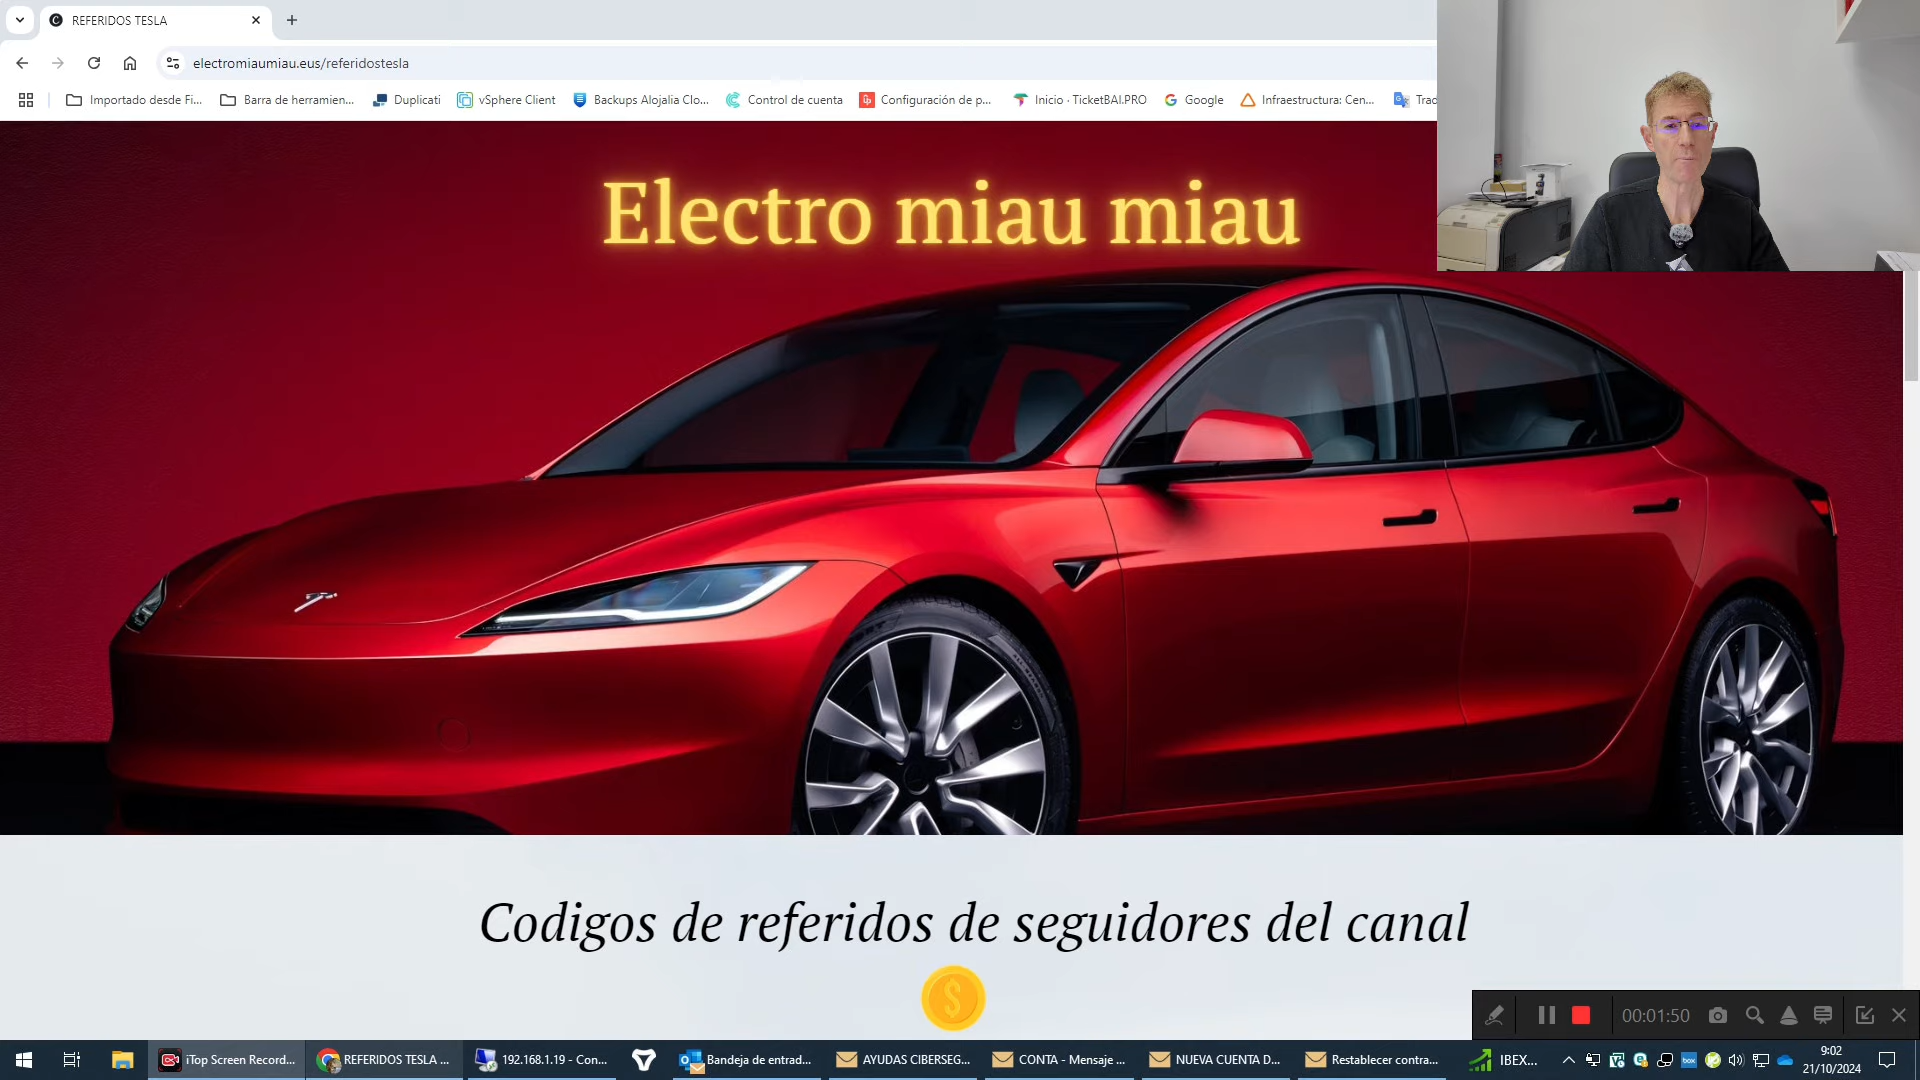 REFERIDOS TESLA
electromiaumiau.eus/referidostesla
Importado desde Fi...
Barra de herramien...
Duplicati
vSphere Client
Backups Alojalia Clo...
Control de cuenta
Configuración de p...
Inicio · TicketBAI.PRO
Google
Infraestructura: Cen...
Trad
Electro miau miau
Codigos de referidos de seguidores del canal
00:01:50
iTop Screen Record...
REFERIDOS TESLA ...
192.168.1.19 - Con...
Bandeja de entrad...
AYUDAS CIBERSEG...
CONTA - Mensaje ...
NUEVA CUENTA D...
Restablecer contra...
IBEX...
box
9:02
21/10/2024